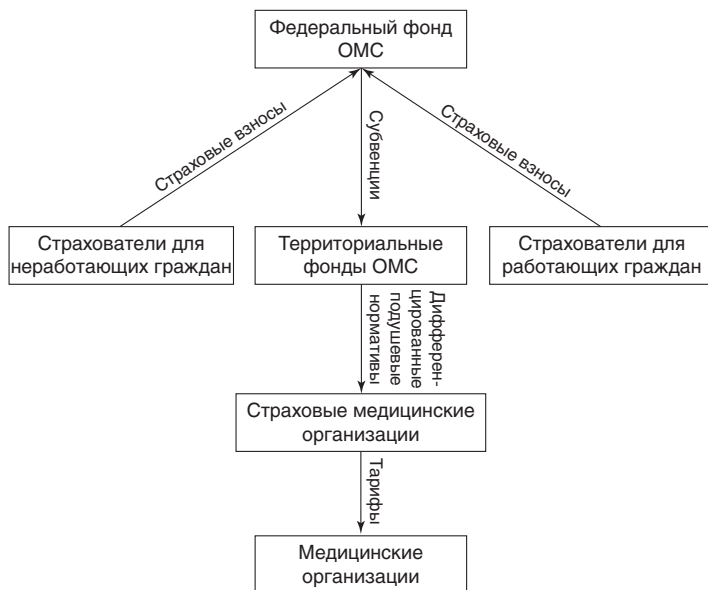 Федеральный фонд
ОМС
Страховые взносы
Субвенции
Страховые взносы
Страхователи для
неработающих граждан
Территориальные
фонды ОМС
Страхователи для
работающих граждан
Дифферен-
цированные
подушевые
нормативы
Страховые медицинские
организации
Тарифы
Медицинские
организации